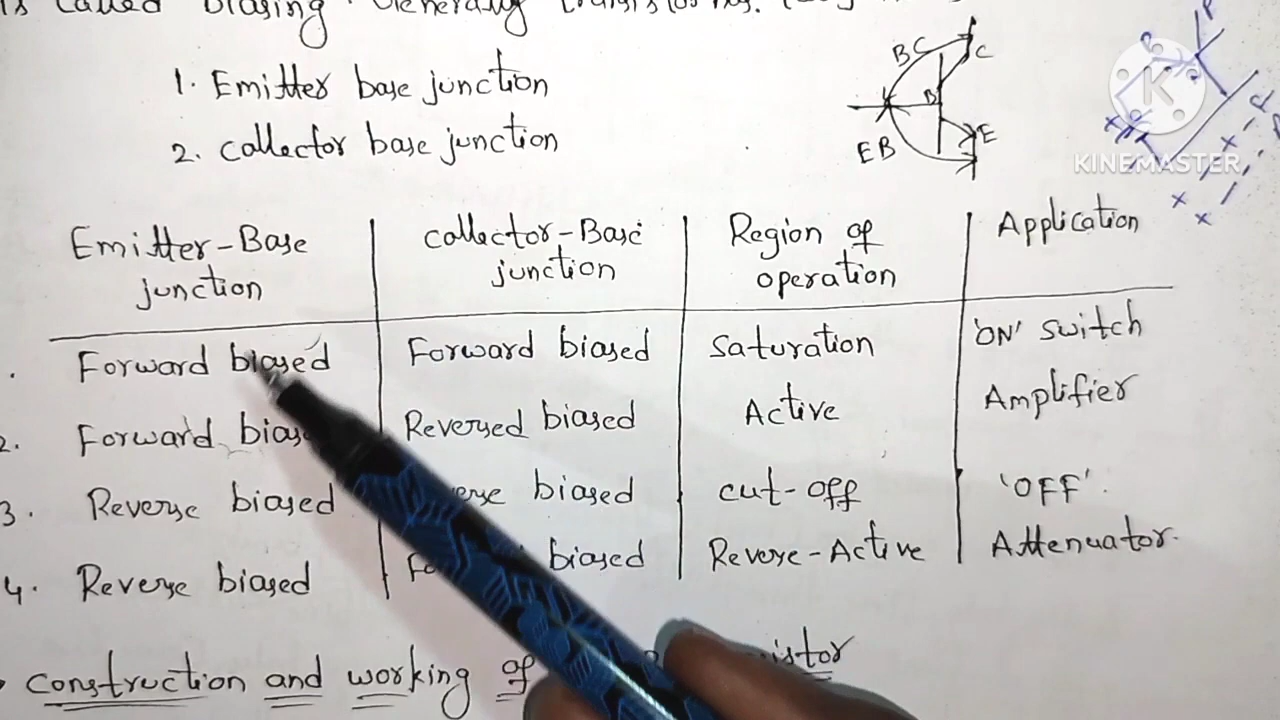 is called biasing. Generally
1. Emitter base junction
2. collector base junction
BC
C
B
E
EB
K
KINEMASTER
Emitter-Base junction | collector-Base junction | Region of operation | Application
Forward biased | Forward biased | saturation | 'ON' switch
2. Forward | Reversed biased | Active | Amplifier
3. Reverse biased | biased | cut-off | 'OFF'.
4. Reverse biased | biased | Reverse-Active | Attenuator.
construction and working of